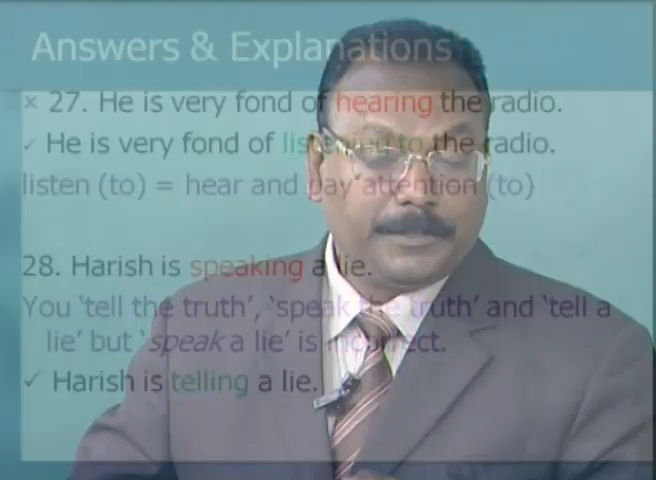 Answers & Explanations
× 27. He is very fond of hearing the radio.
✓ He is very fond of listening to the radio.
listen (to) = hear and pay attention (to)
28. Harish is speaking a lie.
You ‘tell the truth’, ‘speak the truth’ and ‘tell a
lie’ but ‘speak a lie’ is incorrect.
✓ Harish is telling a lie.